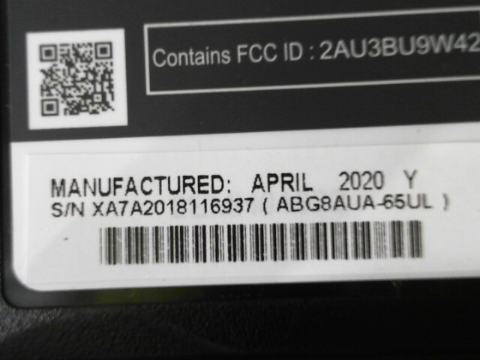 Contains FCC ID : 2AU3BU9W42
MANUFACTURED: APRIL 2020 Y
S/N XA7A2018116937 ( ABG8AUA-65UL )